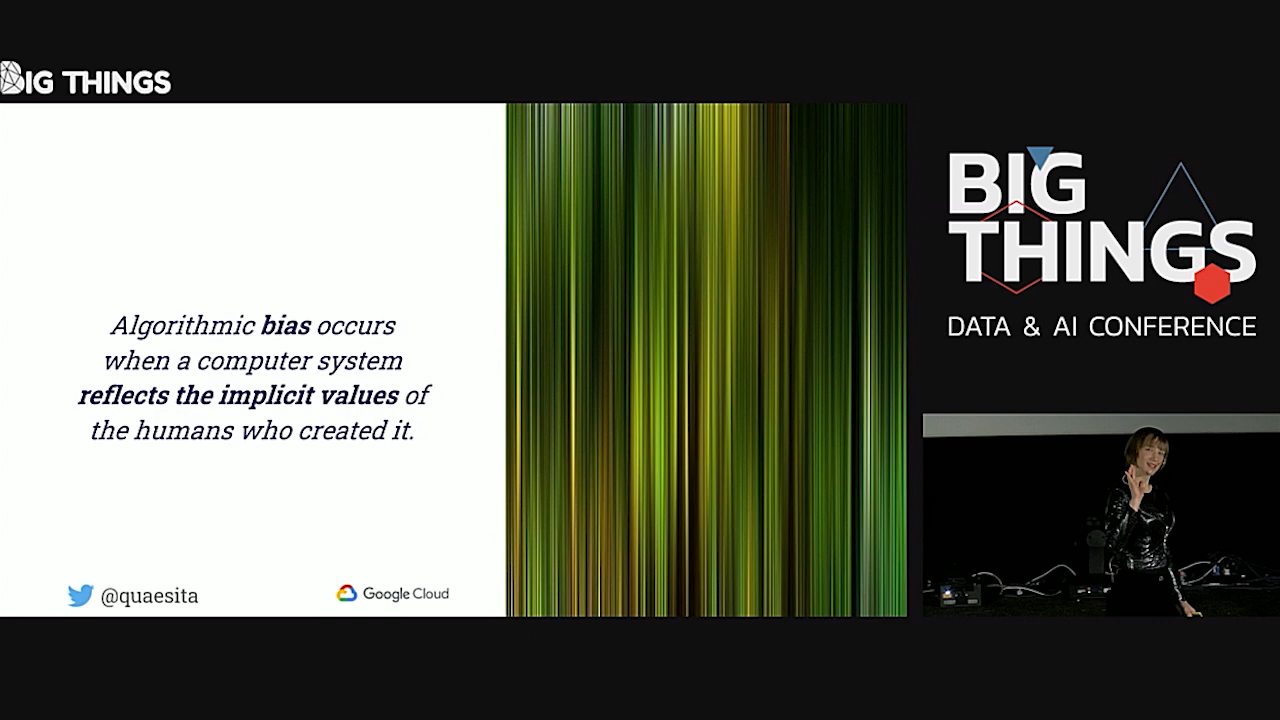 BIG THINGS
Algorithmic bias occurs
when a computer system
reflects the implicit values of
the humans who created it.
@quaesita
Google Cloud
BIG
THINGS
DATA & AI CONFERENCE